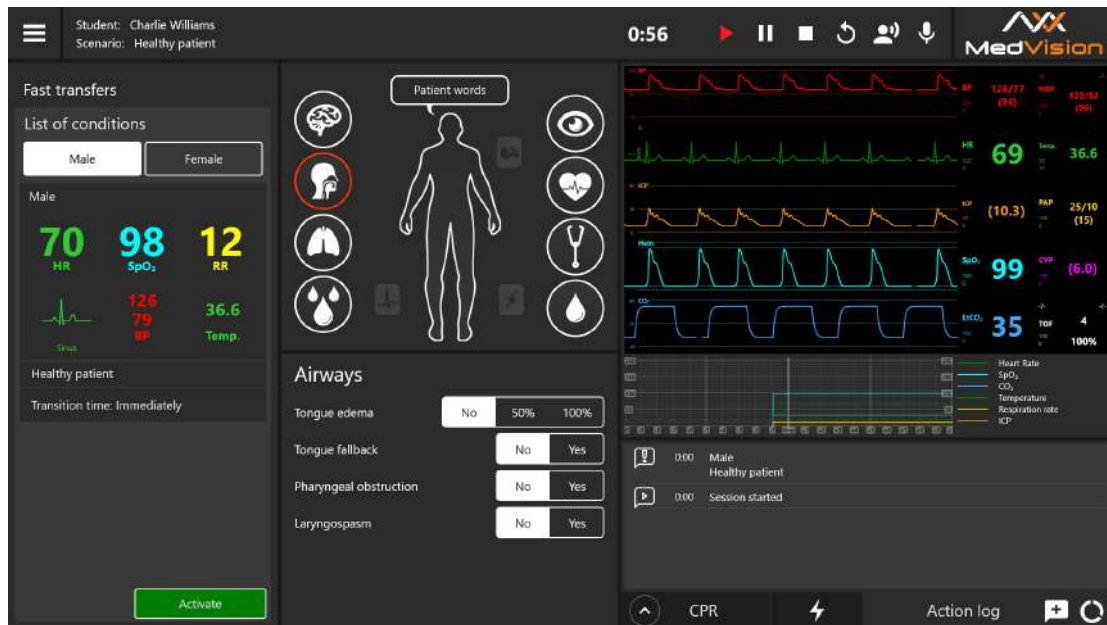 Student: Charlie Williams
Scenario: Healthy patient
0:56
MedVision
Fast transfers
List of conditions
Male
Female
Male
70
HR
98
SpO₂
12
RR
126
79
BP
36.6
Temp.
Sinus
Healthy patient
Transition time: Immediately
Activate
Patient words
Airways
Tongue edema No 50% 100%
Tongue fallback No Yes
Pharyngeal obstruction No Yes
Laryngospasm No Yes
BP 128/77 (94) NBP (96)
HR 69 Temp. 36.6
ICP (10.3) PAP 25/10 (15)
Pleth
SpO₂ 99 CVP (6.0)
CO₂
EtCO₂ 35 TOF 4
100%
Heart Rate
SpO₂
CO₂
Temperature
Respiration rate
ICP
0:00 Male
Healthy patient
0:00 Session started
CPR
Action log